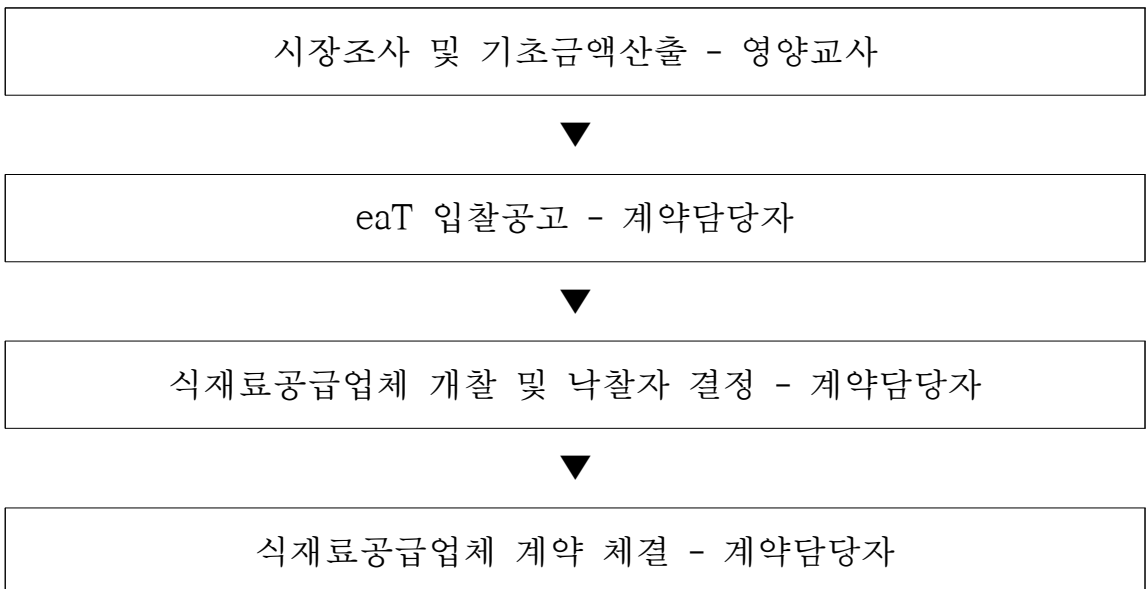 시장조사 및 기초금액산출 - 영양교사
▼
eaT 입찰공고 - 계약담당자
▼
식재료공급업체 개찰 및 낙찰자 결정 - 계약담당자
▼
식재료공급업체 계약 체결 - 계약담당자